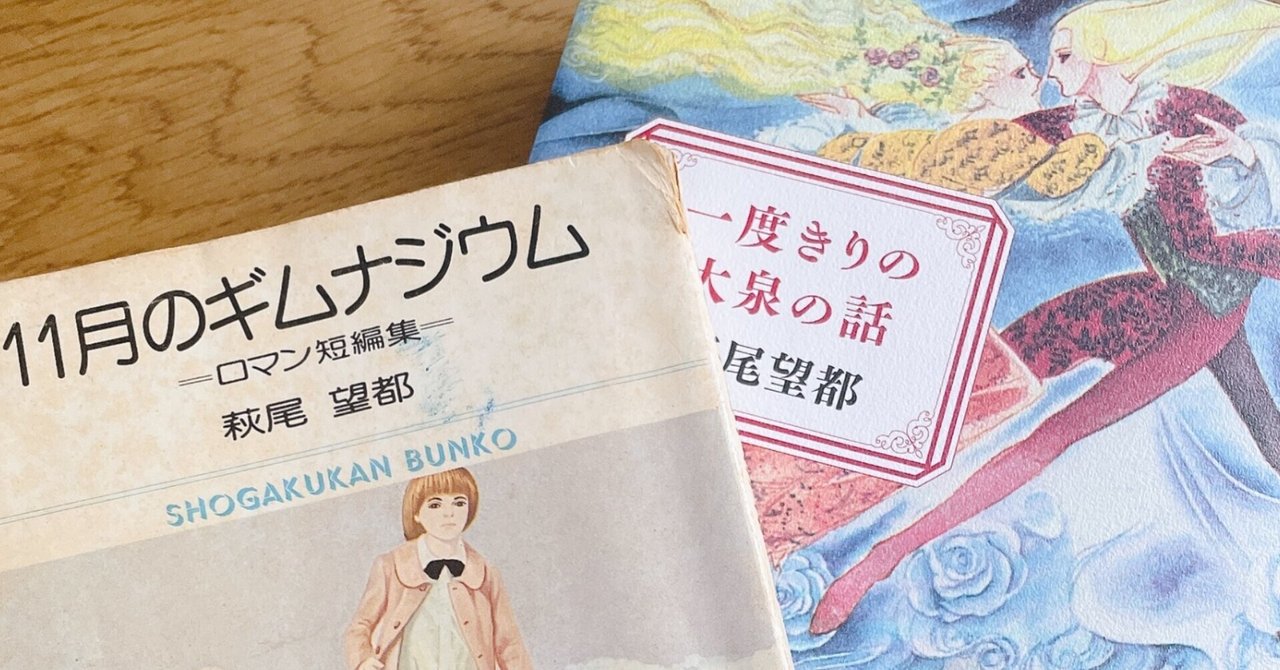 11月のギムナジウム
=ロマン短編集=
萩尾 望都
SHOGAKUKAN BUNKO
一度きりの
大泉の話
尾望都